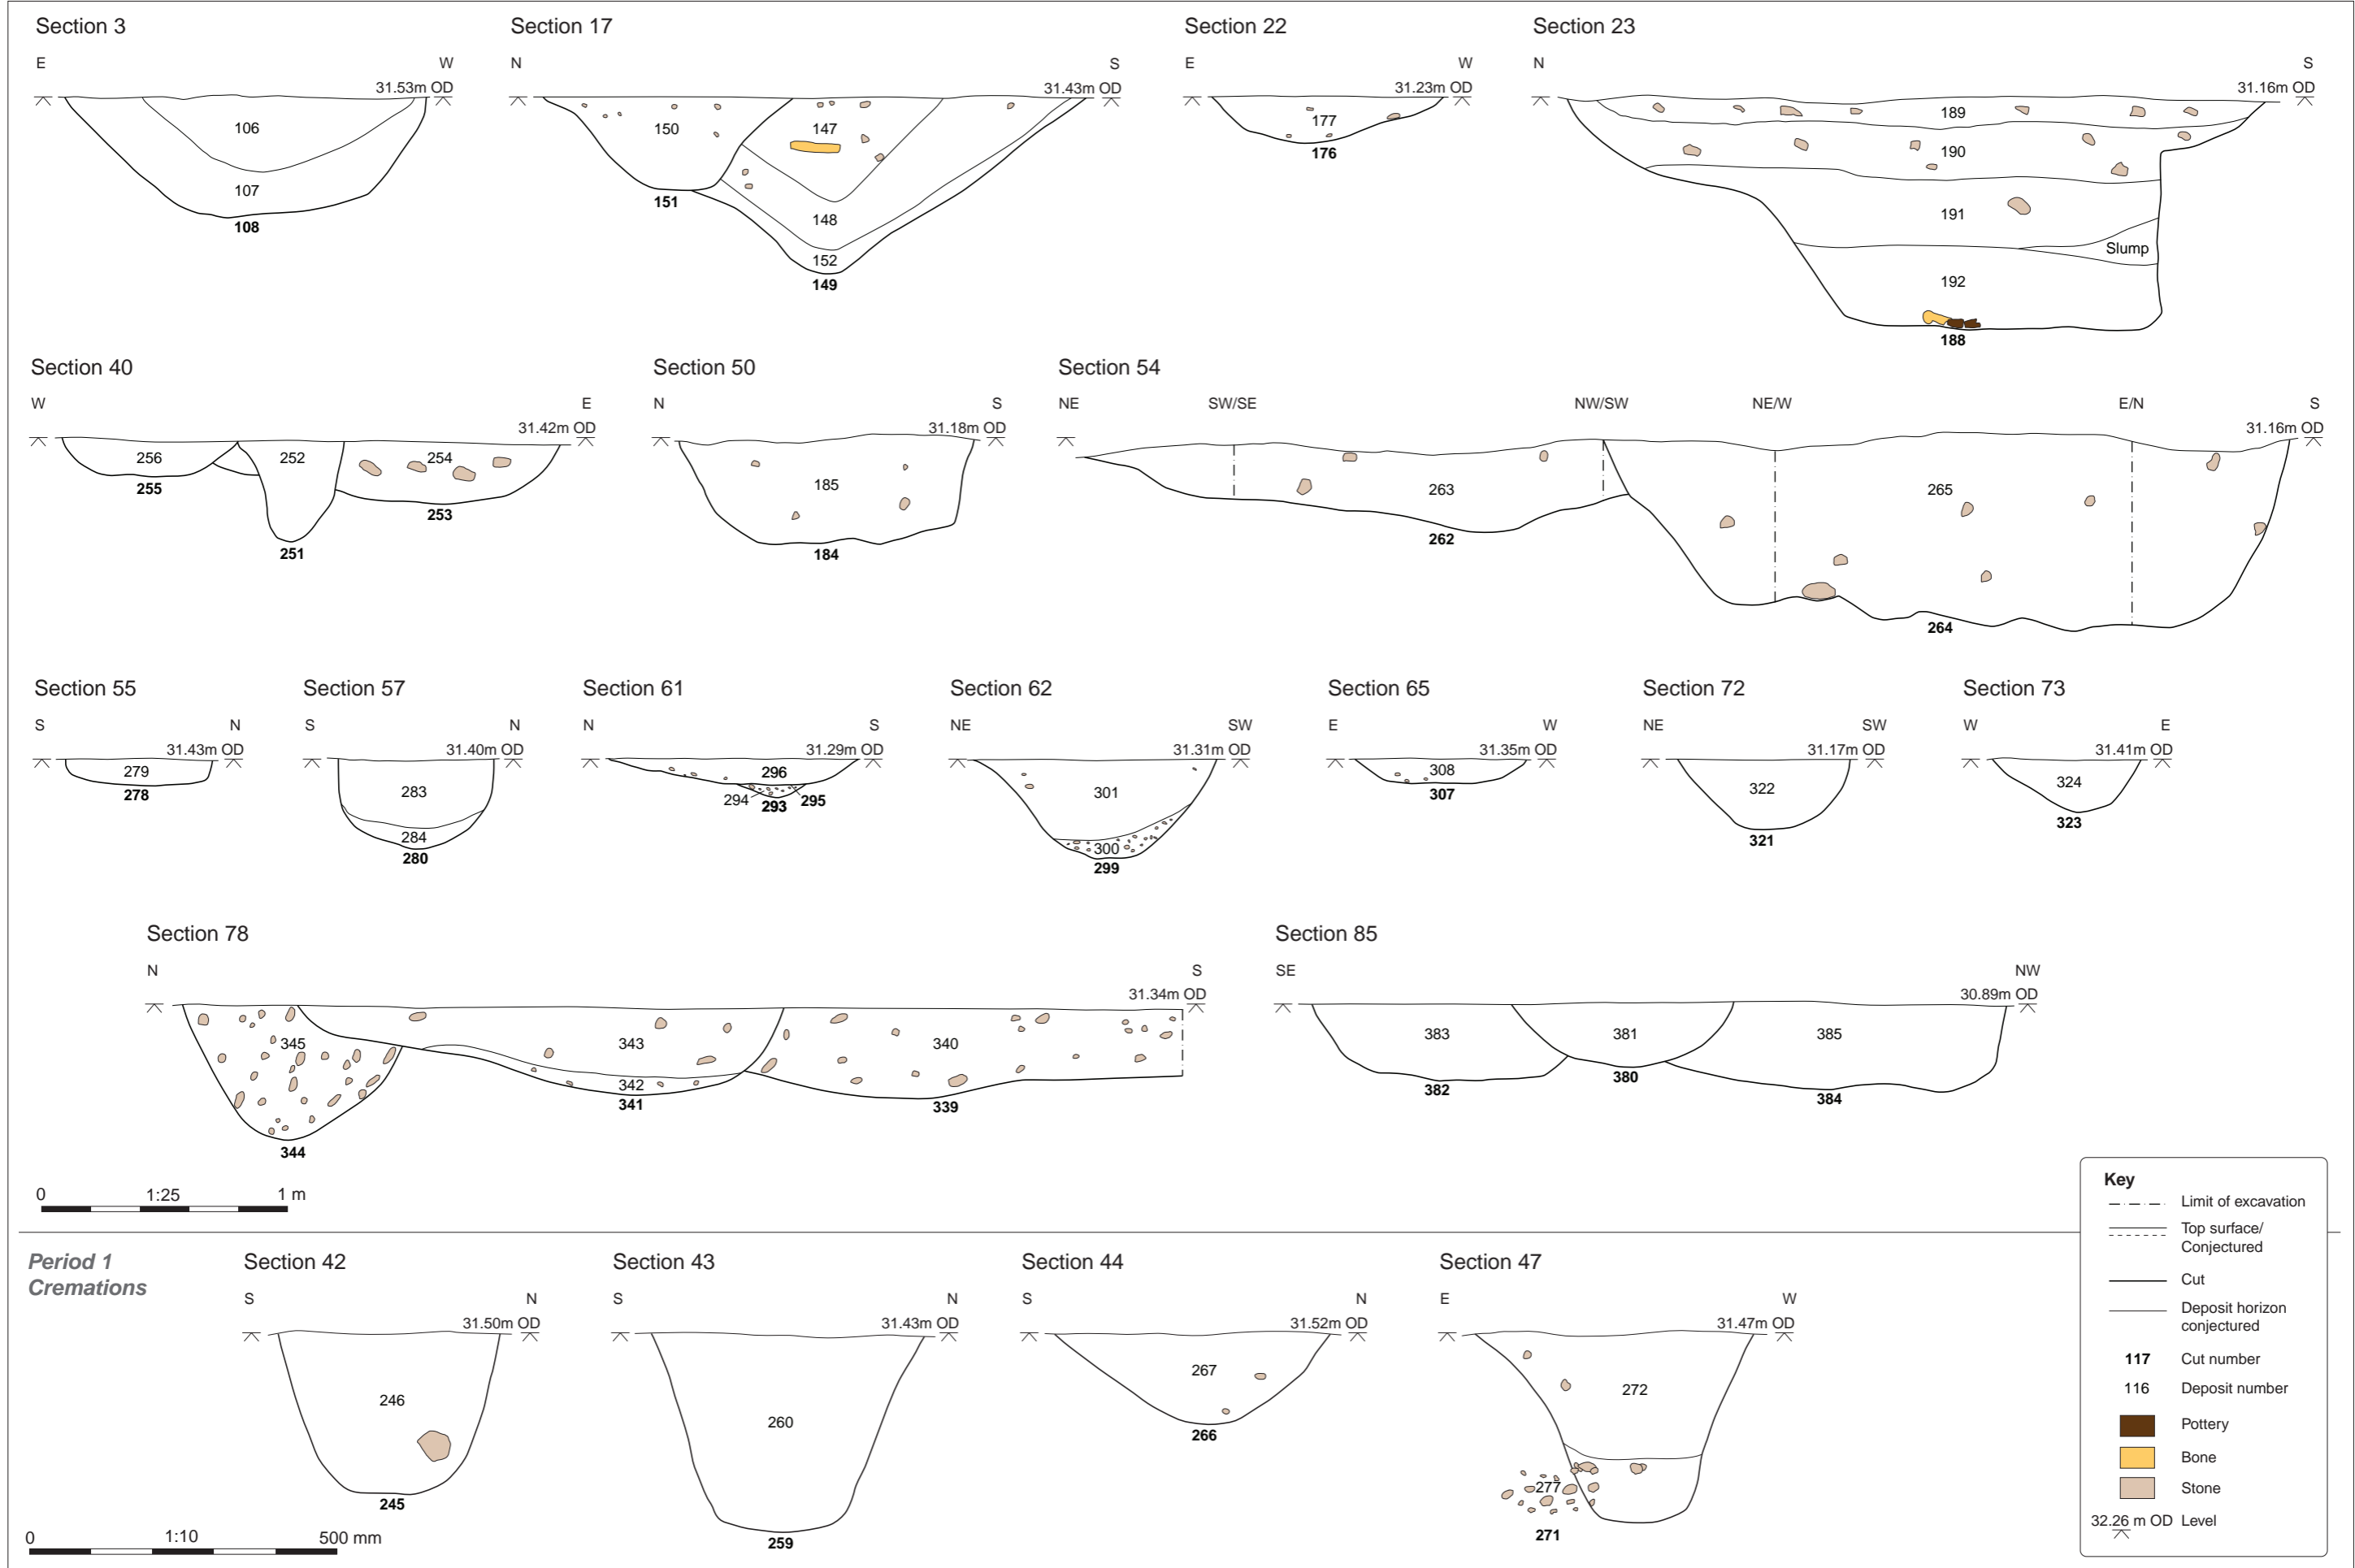 Section 3
E W
31.53m OD
106
107
108
Section 17
N S
31.43m OD
150
147
151
148
152
149
Section 22
E W
31.23m OD
177
176
Section 23
N S
31.16m OD
189
190
191
Slump
192
188
Section 40
W E
31.42m OD
256 252 254
255
253
251
Section 50
N S
31.18m OD
185
184
Section 54
NE SW/SE NW/SW NE/W E/N S
31.16m OD
263 265
262
264
Section 55
S N
31.43m OD
279
278
Section 57
S N
31.40m OD
283
284
280
Section 61
N S
31.29m OD
296
294 293 295
Section 62
NE SW
31.31m OD
301
300
299
Section 65
E W
31.35m OD
308
307
Section 72
NE SW
31.17m OD
322
321
Section 73
W E
31.41m OD
324
323
Section 78
N S
31.34m OD
345 343 340
342
341 339
344
Section 85
SE NW
30.89m OD
383 381 385
382 380 384
0 1:25 1 m
Period 1
Cremations
Section 42
S N
31.50m OD
246
245
Section 43
S N
31.43m OD
260
259
Section 44
S N
31.52m OD
267
266
Section 47
E W
31.47m OD
272
277
271
0 1:10 500 mm
Key
Limit of excavation
Top surface/
Conjectured
Cut
Deposit horizon
conjectured
117 Cut number
116 Deposit number
Pottery
Bone
Stone
32.26 m OD Level